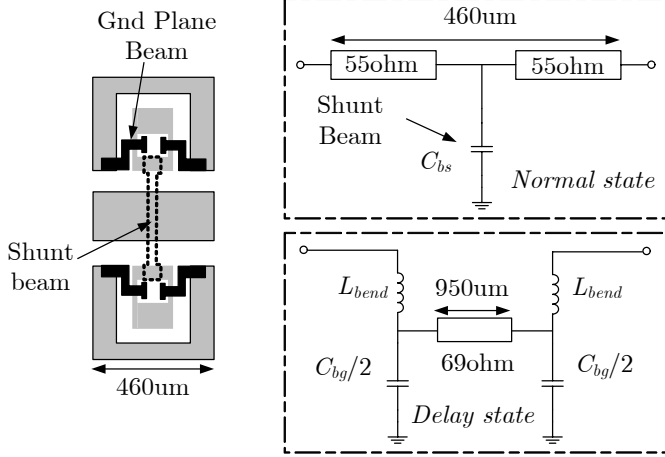 Gnd Plane
Beam
Shunt
beam
460um
460um
55ohm
55ohm
Shunt
Beam
C_bs
Normal state
L_bend
950um
L_bend
C_bg/2
69ohm
C_bg/2
Delay state